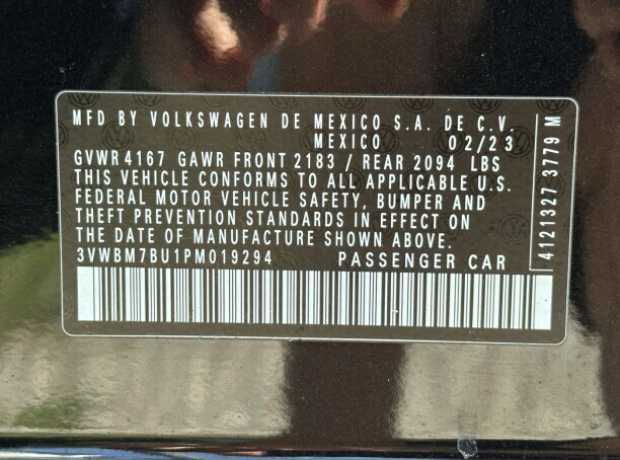 MFD BY VOLKSWAGEN DE MEXICO S.A. DE C.V.
MEXICO 02/23
GVWR 4167 GAWR FRONT 2183 / REAR 2094 LBS
THIS VEHICLE CONFORMS TO ALL APPLICABLE U.S.
FEDERAL MOTOR VEHICLE SAFETY, BUMPER AND
THEFT PREVENTION STANDARDS IN EFFECT ON
THE DATE OF MANUFACTURE SHOWN ABOVE.
3VWBM7BU1PM019294 PASSENGER CAR
4121327 3779 M